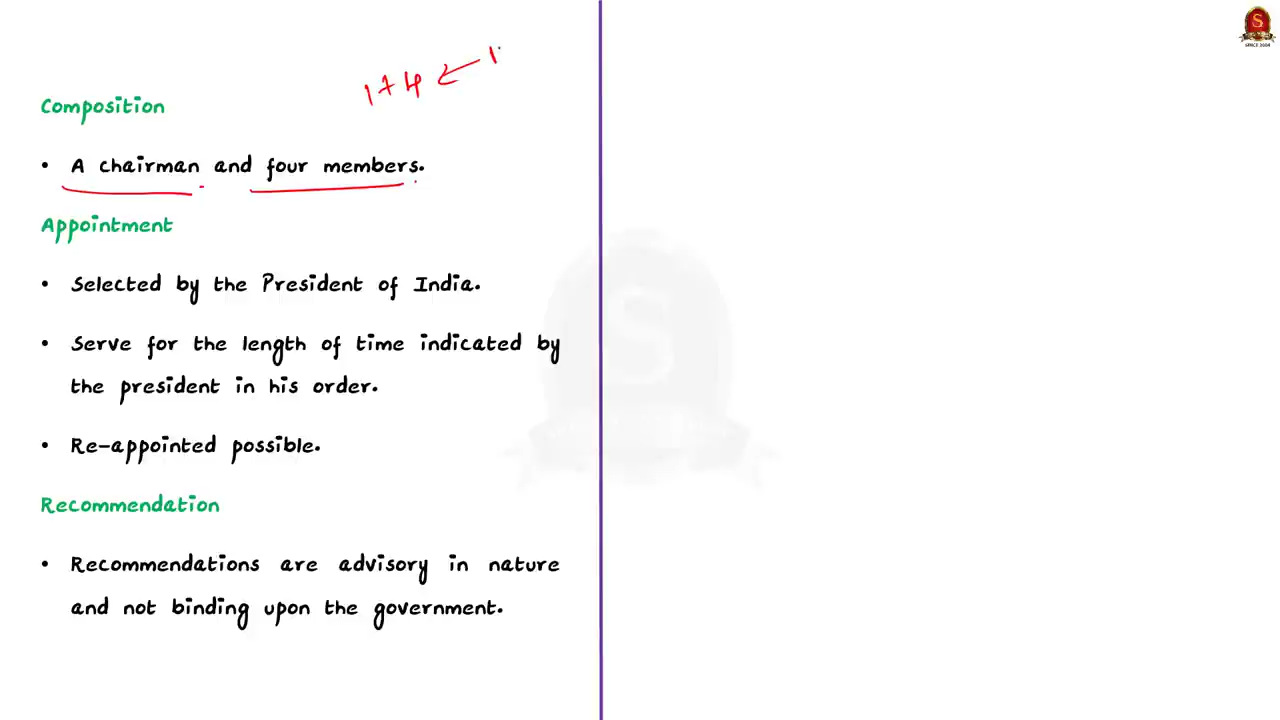 1+4 ← 1
Composition
• A chairman and four members.
Appointment
• Selected by the President of India.
• Serve for the length of time indicated by
the president in his order.
• Re-appointed possible.
Recommendation
• Recommendations are advisory in nature
and not binding upon the government.
S
SINCE 2004